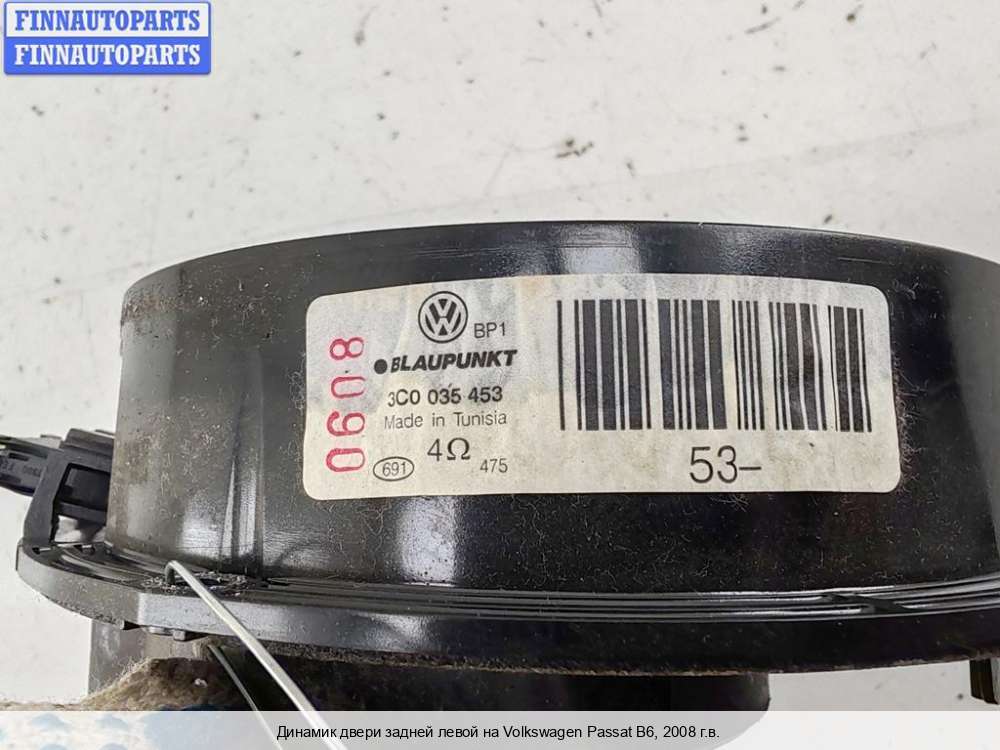 FINNAUTOPARTS
FINNAUTOPARTS
0608
BP1
BLAUPUNKT
3C0 035 453
Made in Tunisia
691 4Ω 475
53–
Динамик двери задней левой на Volkswagen Passat B6, 2008 г.в.